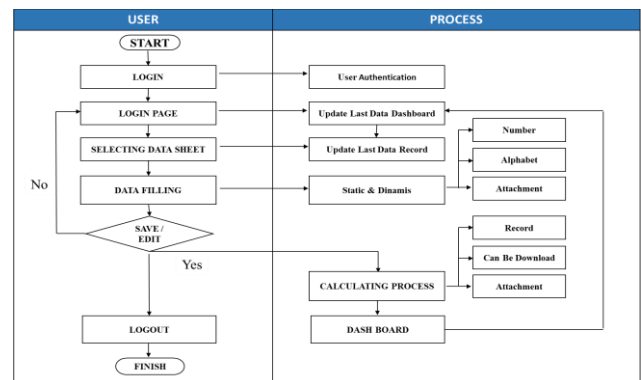 USER
PROCESS
START
LOGIN
User Authentication
LOGIN PAGE
Update Last Data Dashboard
Number
SELECTING DATA SHEET
Update Last Data Record
Alphabet
No
DATA FILLING
Static & Dinamis
Attachment
SAVE /
EDIT
Record
Yes
Can Be Download
CALCULATING PROCESS
Attachment
LOGOUT
DASH BOARD
FINISH